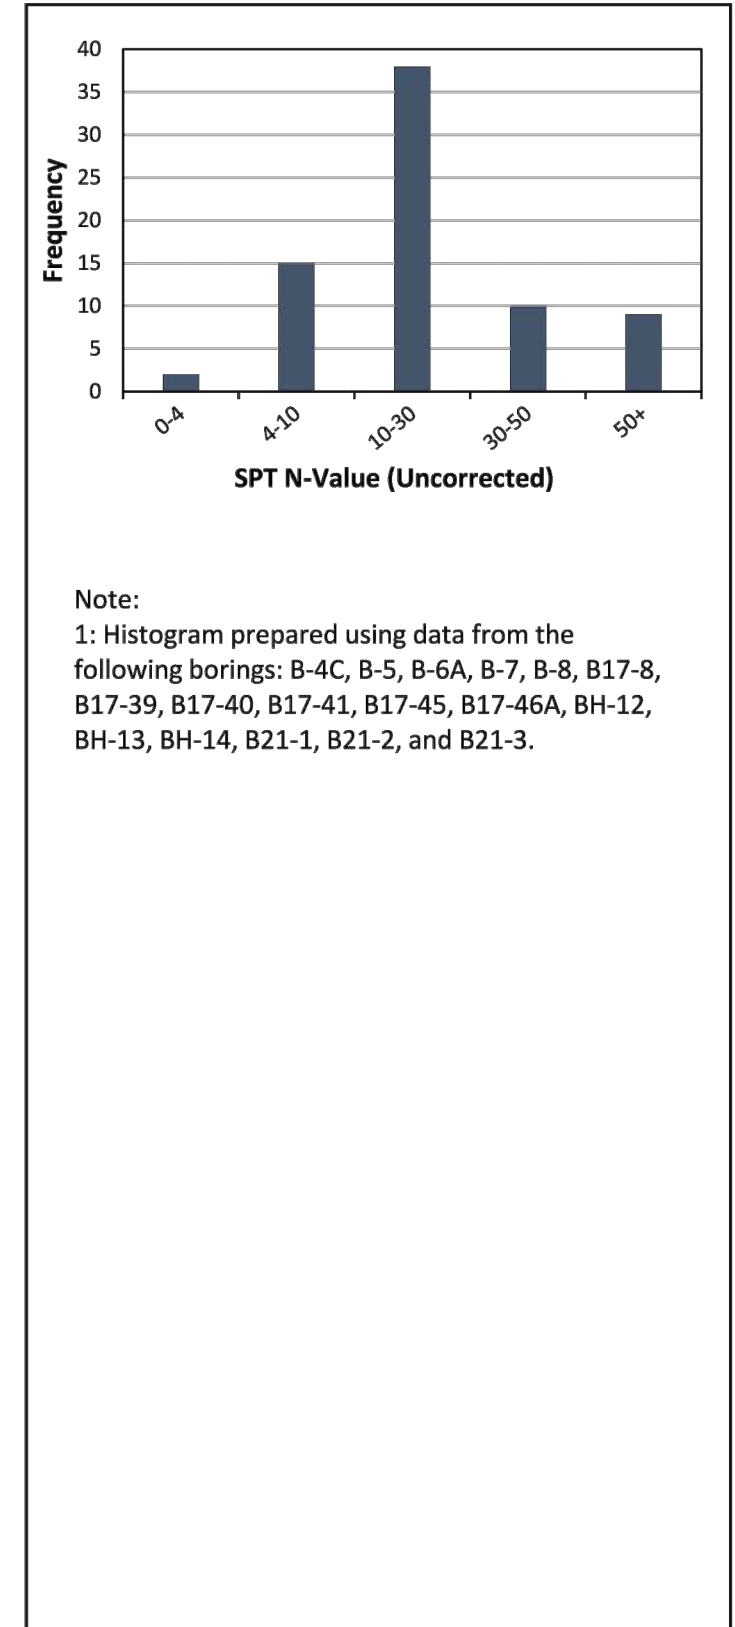 40
35
30
25
20
15
10
5
0
Frequency
0-4
4-10
10-30
30-50
50+
SPT N-Value (Uncorrected)
Note:
1: Histogram prepared using data from the
following borings: B-4C, B-5, B-6A, B-7, B-8, B17-8,
B17-39, B17-40, B17-41, B17-45, B17-46A, BH-12,
BH-13, BH-14, B21-1, B21-2, and B21-3.